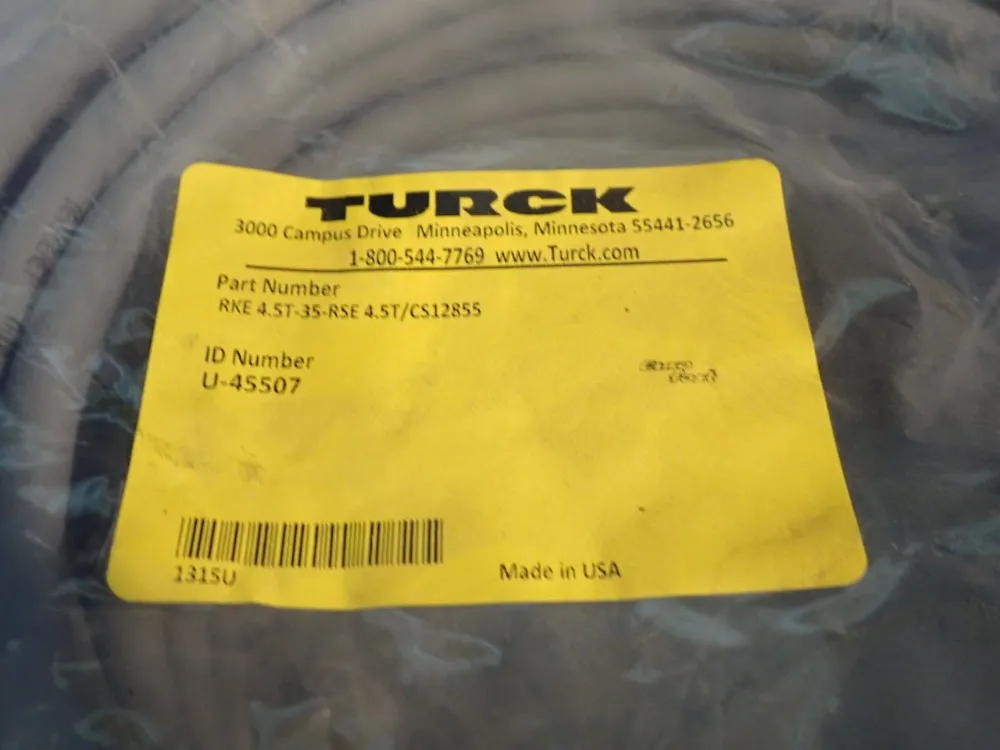 TURCK
3000 Campus Drive Minneapolis, Minnesota 55441-2656
1-800-544-7769 www.Turck.com
Part Number
RKE 4.5T-35-RSE 4.5T/CS12855
ID Number
U-45507
1315U
Made in USA